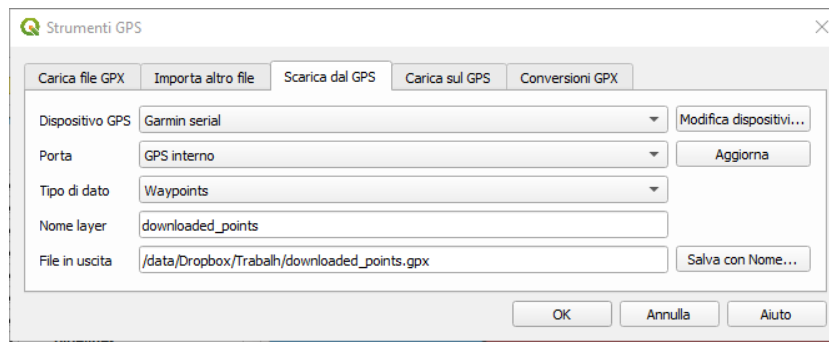 Strumenti GPS
Carica file GPX Importa altro file Scarica dal GPS Carica sul GPS Conversioni GPX
Dispositivo GPS Garmin serial Modifica dispositivi...
Porta GPS interno Aggiorna
Tipo di dato Waypoints
Nome layer downloaded_points
File in uscita /data/Dropbox/Trabalh/downloaded_points.gpx Salva con Nome...
OK Annulla Aiuto